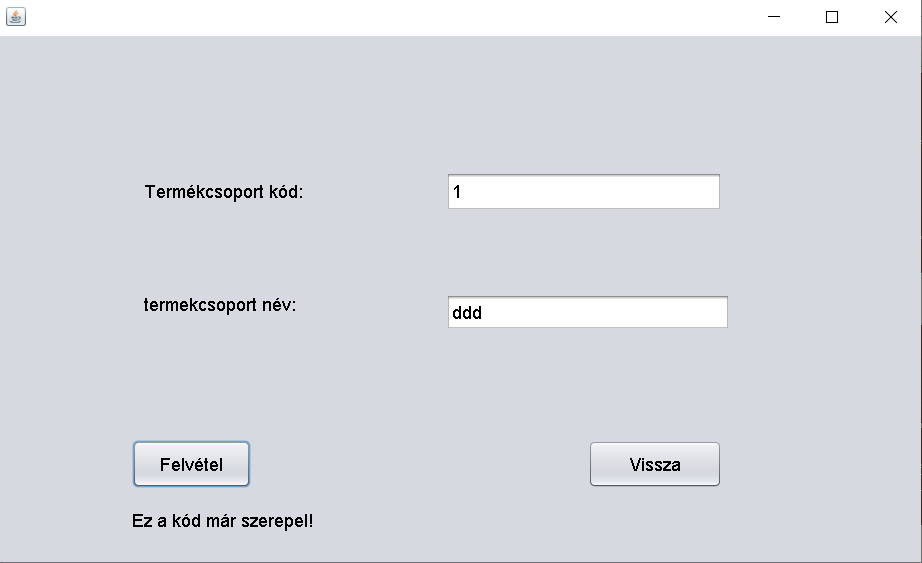 Termékcsoport kód:
1
termekcsoport név:
ddd
Felvétel
Vissza
Ez a kód már szerepel!